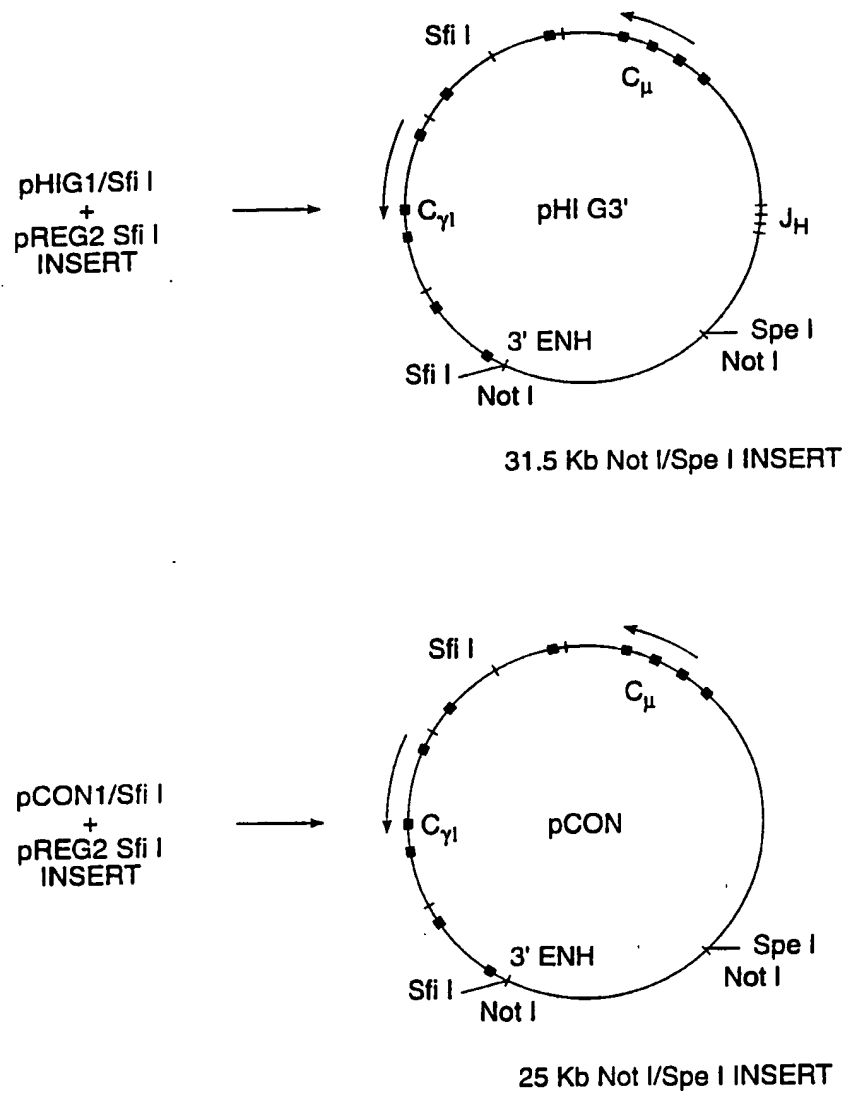 Sfi I
Cμ
pHIG1/Sfi I
+
pREG2 Sfi I
INSERT
CγI
pHI G3'
JH
3' ENH
Spe I
Sfi I
Not I
Not I
31.5 Kb Not I/Spe I INSERT
Sfi I
Cμ
pCON1/Sfi I
+
pREG2 Sfi I
INSERT
CγI
pCON
3' ENH
Spe I
Sfi I
Not I
Not I
25 Kb Not I/Spe I INSERT